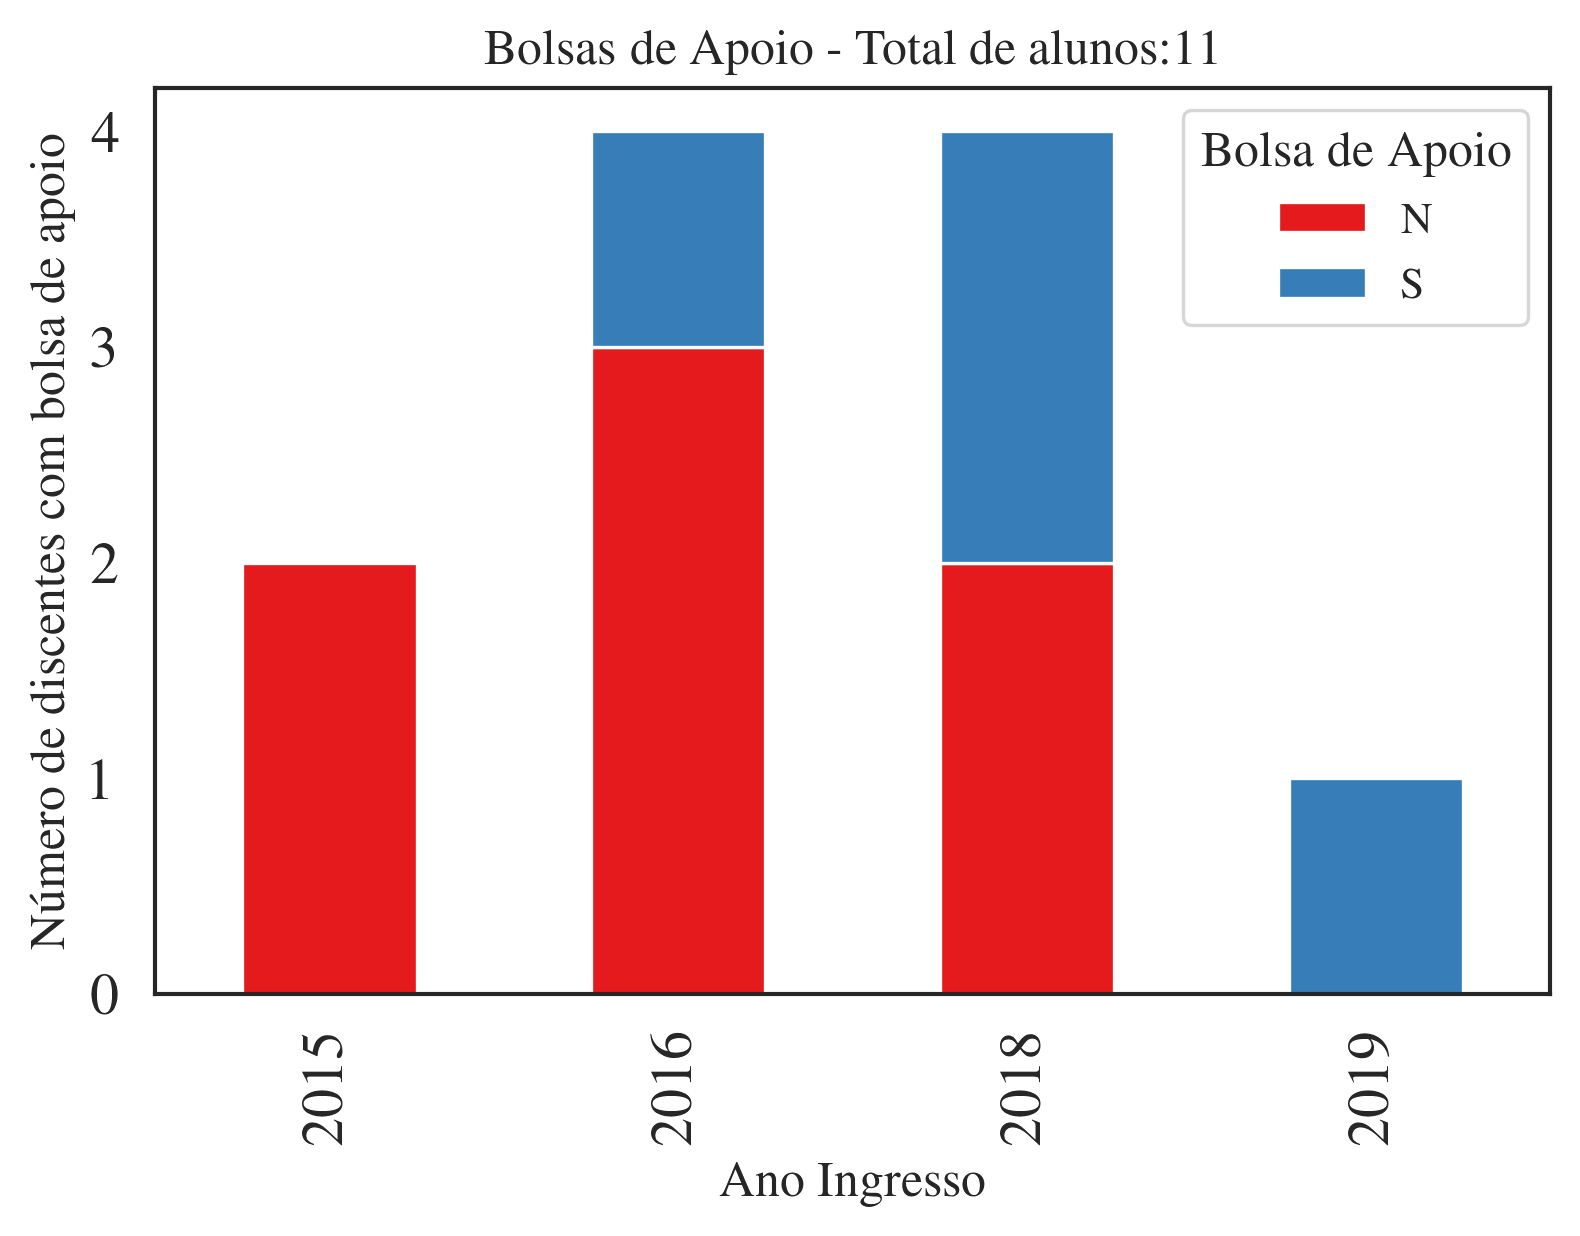 Bolsas de Apoio - Total de alunos:11
Número de discentes com bolsa de apoio
4
3
2
1
0
Bolsa de Apoio
N
S
2015
2016
2018
2019
Ano Ingresso